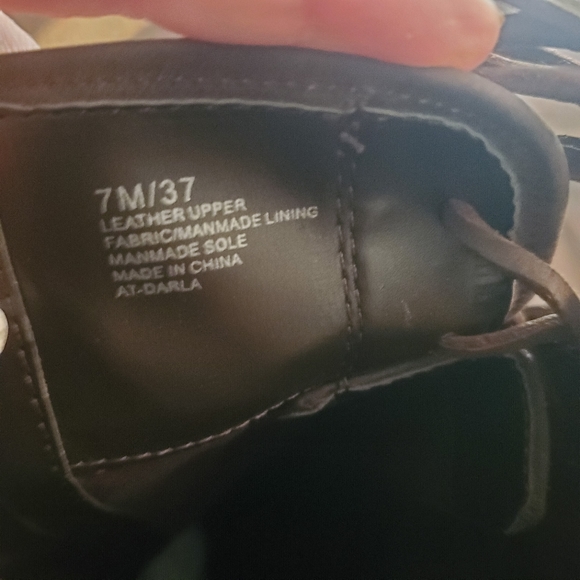 7M/37
LEATHER UPPER
FABRIC/MANMADE LINING
MANMADE SOLE
MADE IN CHINA
AT-DARLA